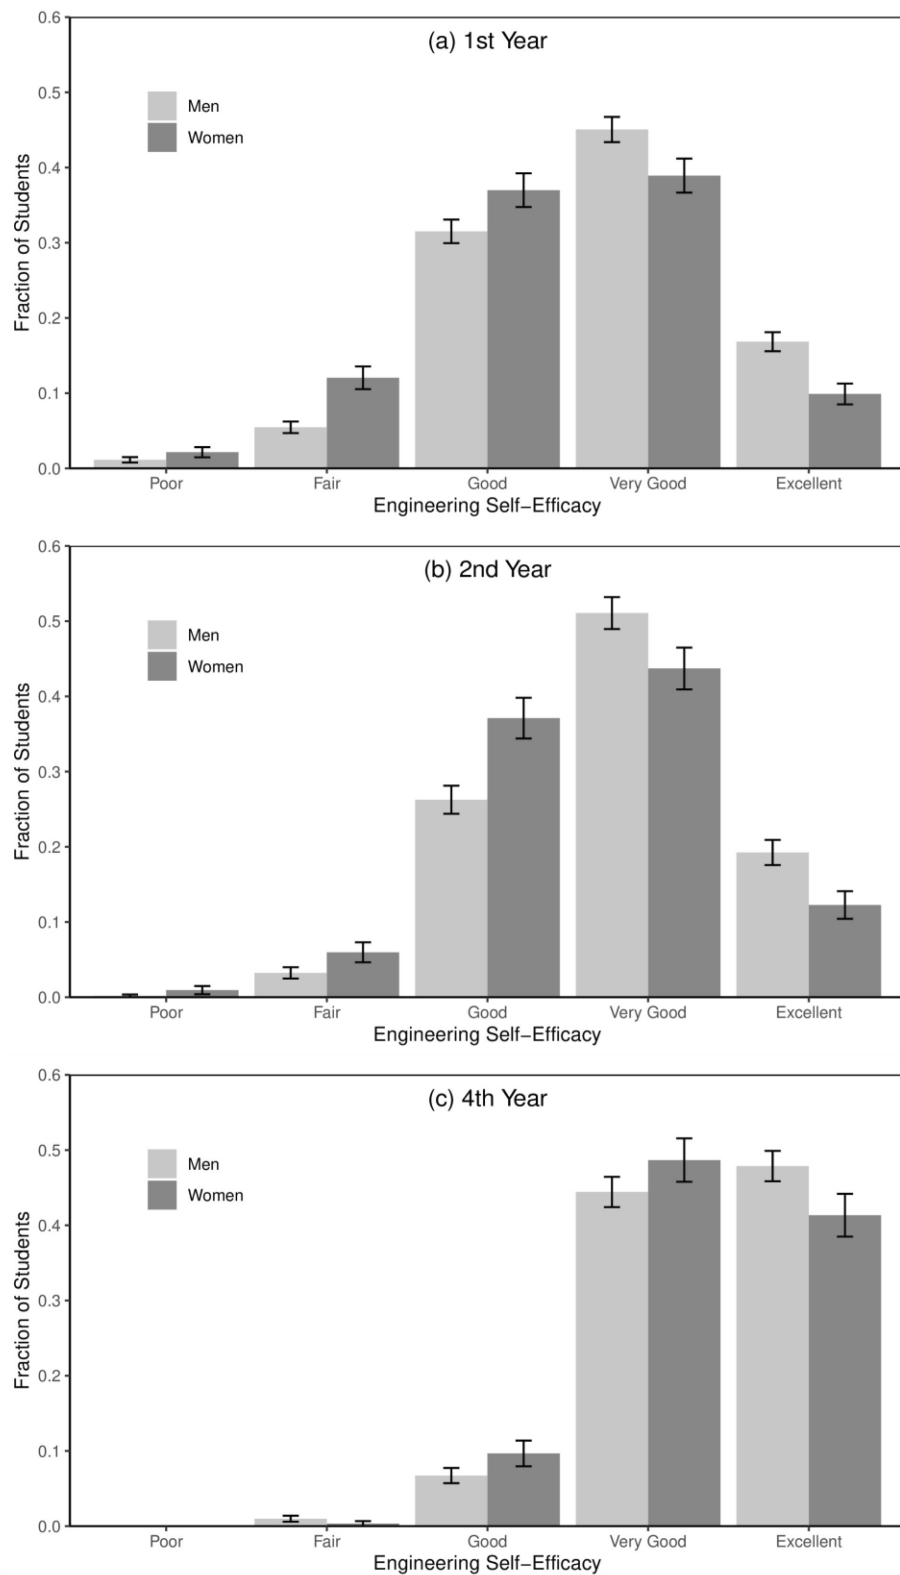 (a) 1st Year
Men
Women
Fraction of Students
0.6
0.5
0.4
0.3
0.2
0.1
0.0
Poor Fair Good Very Good Excellent
Engineering Self−Efficacy
(b) 2nd Year
Men
Women
Fraction of Students
0.6
0.5
0.4
0.3
0.2
0.1
0.0
Poor Fair Good Very Good Excellent
Engineering Self−Efficacy
(c) 4th Year
Men
Women
Fraction of Students
0.6
0.5
0.4
0.3
0.2
0.1
0.0
Poor Fair Good Very Good Excellent
Engineering Self−Efficacy